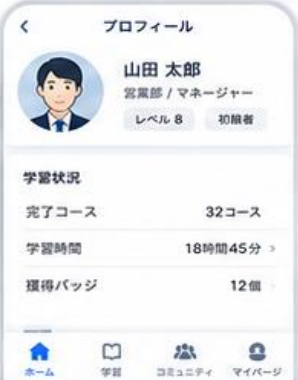 プロフィール
山田 太郎
営業部 / マネージャー
レベル 8
学習状況
完了コース
32コース
学習時間
18時間45分
獲得バッジ
12個
ホーム
学習
コミュニティ
マイページ